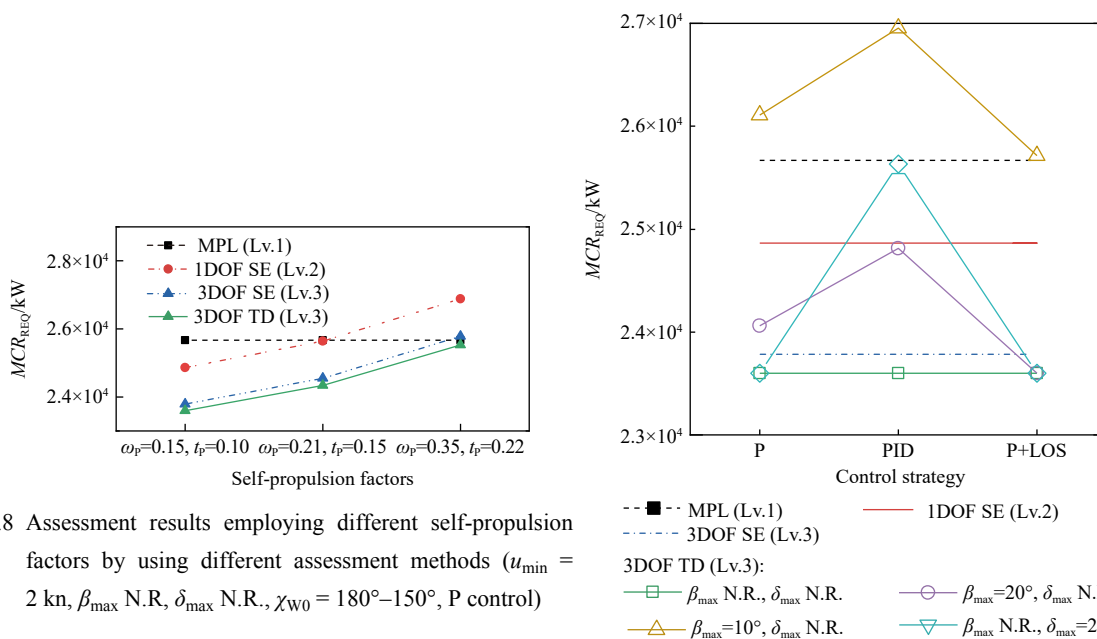 2.8×10⁴
2.6×10⁴
2.4×10⁴
MCR_REQ/kW
MPL (Lv.1)
1DOF SE (Lv.2)
3DOF SE (Lv.3)
3DOF TD (Lv.3)
ω_P=0.15, t_P=0.10 ω_P=0.21, t_P=0.15 ω_P=0.35, t_P=0.22
Self-propulsion factors
.8 Assessment results employing different self-propulsion
factors by using different assessment methods (u_min =
2 kn, β_max N.R, δ_max N.R., χ_W0 = 180°–150°, P control)
2.7×10⁴
2.6×10⁴
2.5×10⁴
2.4×10⁴
2.3×10⁴
MCR_REQ/kW
P PID P+LOS
Control strategy
MPL (Lv.1) 1DOF SE (Lv.2)
3DOF SE (Lv.3)
3DOF TD (Lv.3):
β_max N.R., δ_max N.R. β_max=20°, δ_max N.
β_max=10°, δ_max N.R. β_max N.R., δ_max=2